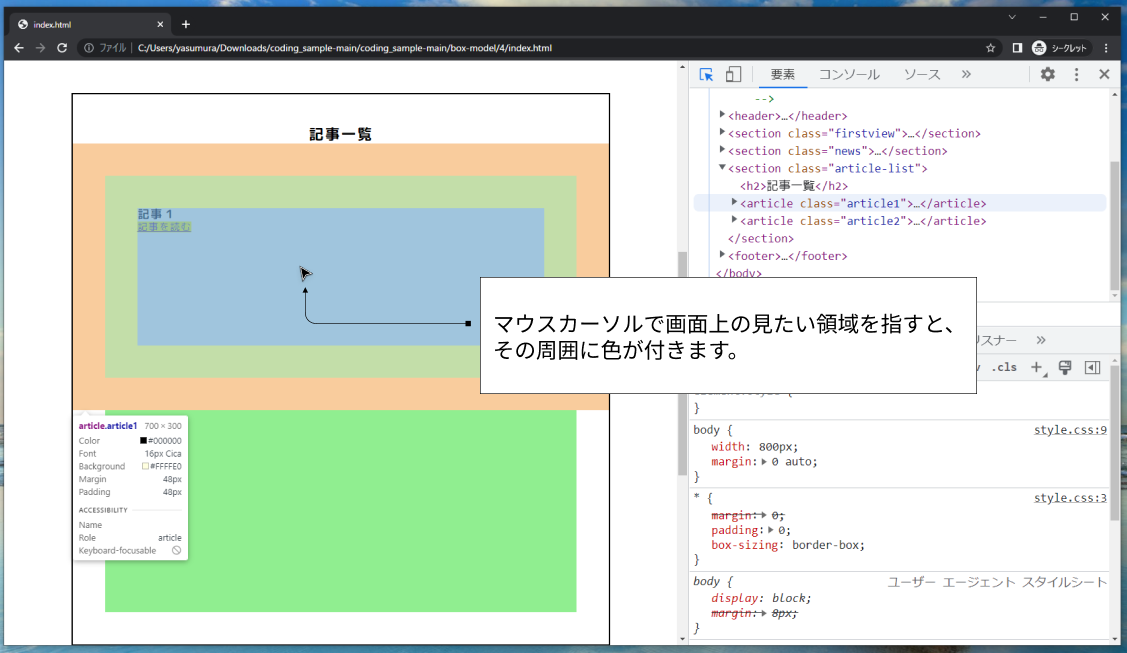 index.html
ファイル C:/Users/yasumura/Downloads/coding_sample-main/coding_sample-main/box-model/4/index.html シークレット
記事一覧
記事 1
記事を読む
マウスカーソルで画面上の見たい領域を指すと、
その周囲に色が付きます。
article.article1 700 × 300
Color #000000
Font 16px Cica
Background #FFFFE0
Margin 48px
Padding 48px
ACCESSIBILITY
Name
Role article
Keyboard-focusable
要素 コンソール ソース »
-->
<header>…</header>
<section class="firstview">…</section>
<section class="news">…</section>
<section class="article-list">
<h2>記事一覧</h2>
<article class="article1">…</article>
<article class="article2">…</article>
</section>
<footer>…</footer>
</body>
スナー »
.cls
}
body { style.css:9
width: 800px;
margin: 0 auto;
}
* { style.css:3
margin: 0;
padding: 0;
box-sizing: border-box;
}
body { ユーザー エージェント スタイルシート
display: block;
margin: 8px;
}